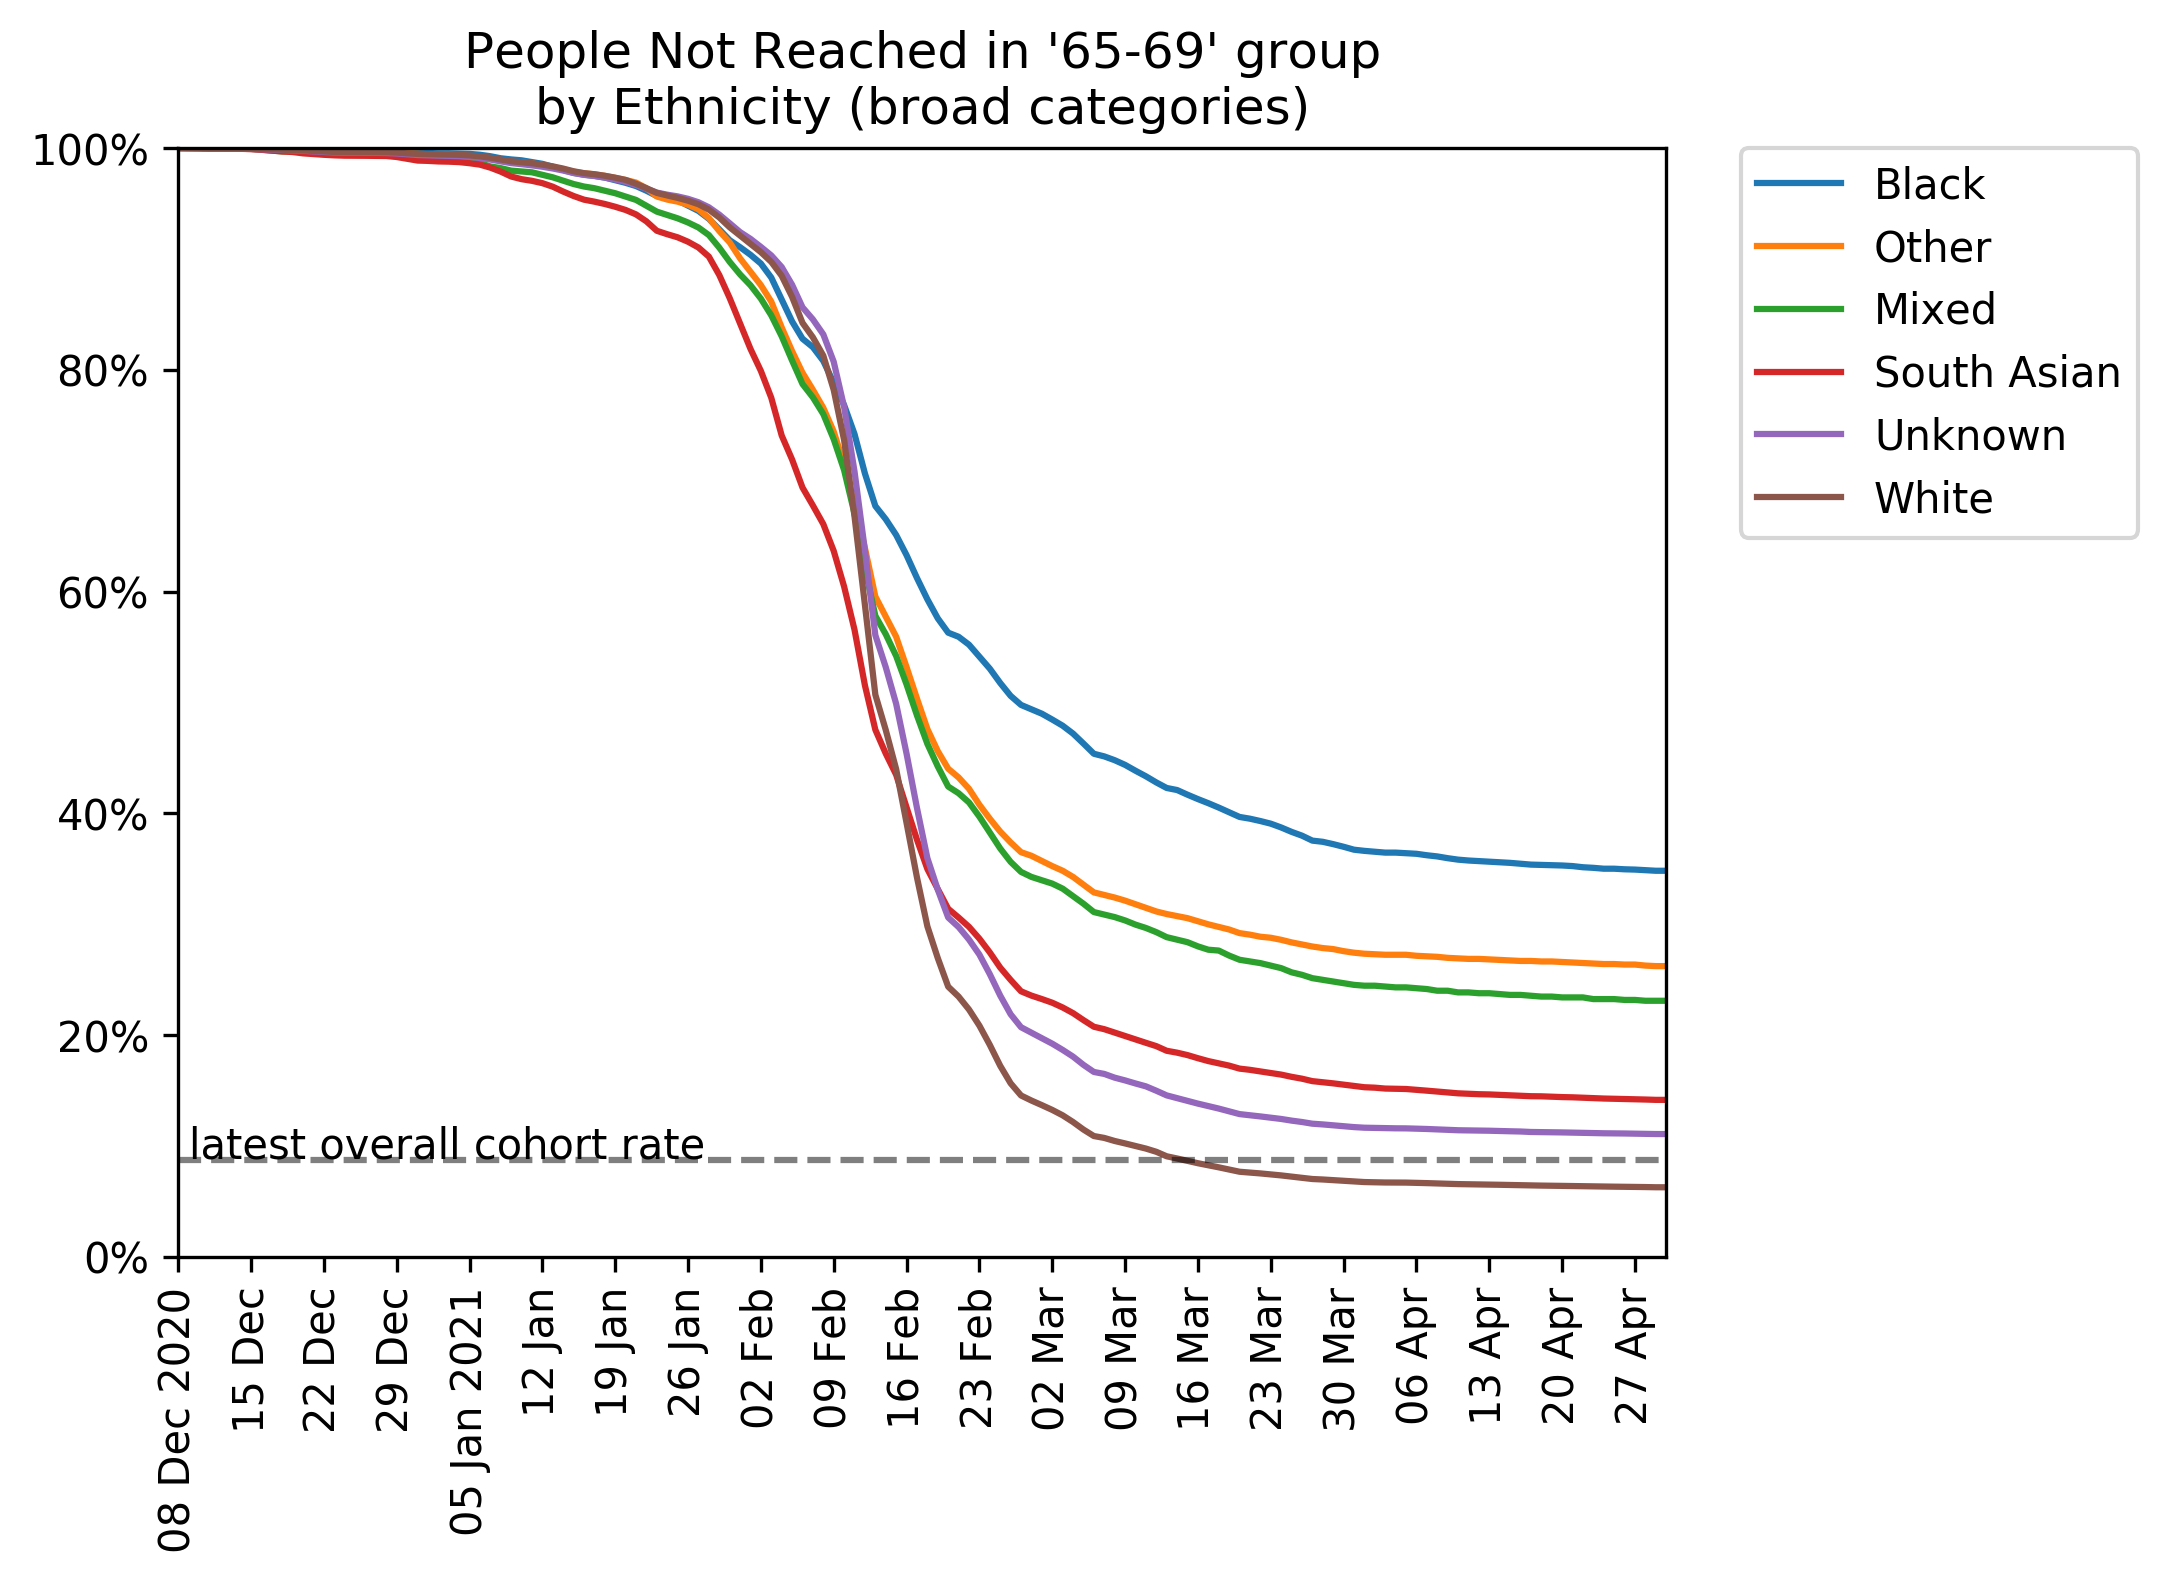 People Not Reached in '65-69' group
by Ethnicity (broad categories)
100%
80%
60%
40%
20%
0%
latest overall cohort rate
08 Dec 2020
15 Dec
22 Dec
29 Dec
05 Jan 2021
12 Jan
19 Jan
26 Jan
02 Feb
09 Feb
16 Feb
23 Feb
02 Mar
09 Mar
16 Mar
23 Mar
30 Mar
06 Apr
13 Apr
20 Apr
27 Apr
Black
Other
Mixed
South Asian
Unknown
White